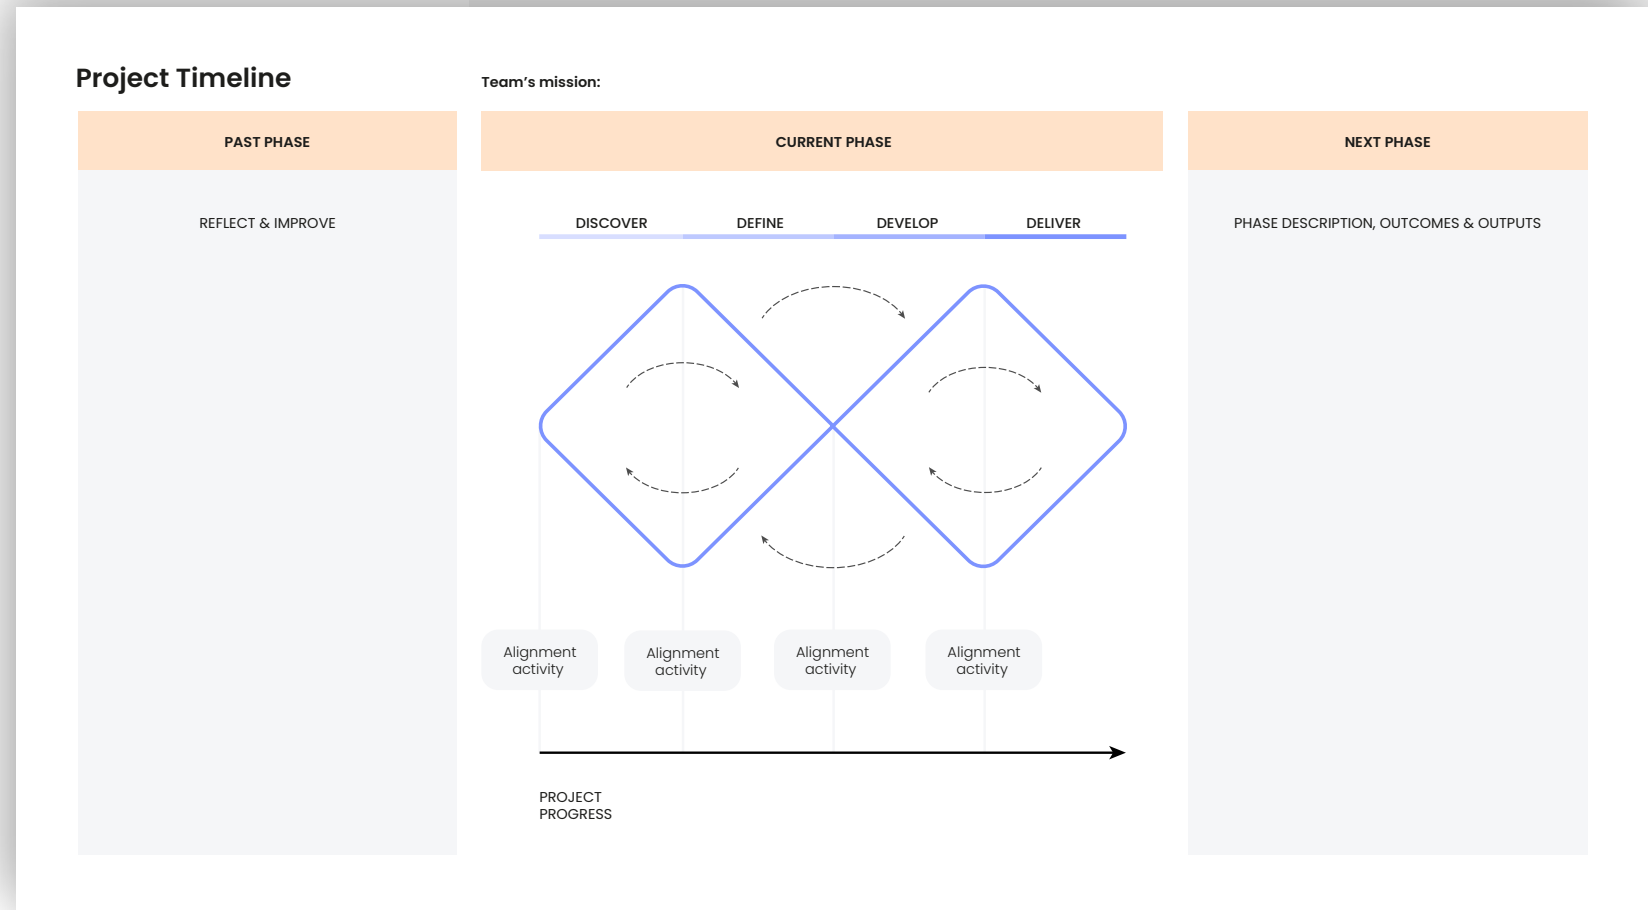 Project Timeline
Team’s mission:
PAST PHASE
CURRENT PHASE
NEXT PHASE
REFLECT & IMPROVE
DISCOVER
DEFINE
DEVELOP
DELIVER
PHASE DESCRIPTION, OUTCOMES & OUTPUTS
Alignment
activity
Alignment
activity
Alignment
activity
Alignment
activity
PROJECT
PROGRESS